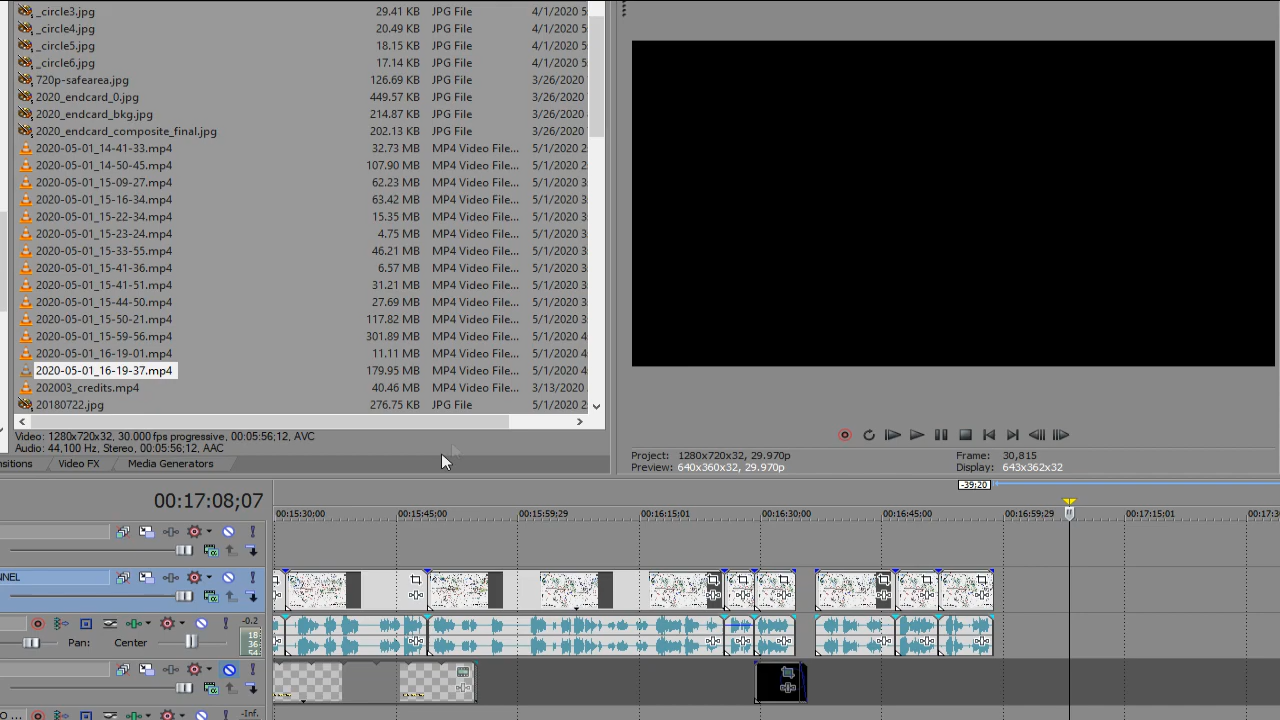 _circle3.jpg 29.41 KB JPG File 4/1/2020 5
_circle4.jpg 20.49 KB JPG File 4/1/2020 5
_circle5.jpg 18.15 KB JPG File 4/1/2020 5
_circle6.jpg 17.14 KB JPG File 4/1/2020 5
720p-safearea.jpg 126.69 KB JPG File 3/26/2020
2020_endcard_0.jpg 449.57 KB JPG File 3/26/2020
2020_endcard_bkg.jpg 214.87 KB JPG File 3/26/2020
2020_endcard_composite_final.jpg 202.13 KB JPG File 3/26/2020
2020-05-01_14-41-33.mp4 32.73 MB MP4 Video File... 5/1/2020 2
2020-05-01_14-50-45.mp4 107.90 MB MP4 Video File... 5/1/2020 2
2020-05-01_15-09-27.mp4 62.23 MB MP4 Video File... 5/1/2020 3
2020-05-01_15-16-34.mp4 63.42 MB MP4 Video File... 5/1/2020 3
2020-05-01_15-22-34.mp4 15.35 MB MP4 Video File... 5/1/2020 3
2020-05-01_15-23-24.mp4 4.75 MB MP4 Video File... 5/1/2020 3
2020-05-01_15-33-55.mp4 46.21 MB MP4 Video File... 5/1/2020 3
2020-05-01_15-41-36.mp4 6.57 MB MP4 Video File... 5/1/2020 3
2020-05-01_15-41-51.mp4 31.21 MB MP4 Video File... 5/1/2020 3
2020-05-01_15-44-50.mp4 27.69 MB MP4 Video File... 5/1/2020 3
2020-05-01_15-50-21.mp4 117.82 MB MP4 Video File... 5/1/2020 3
2020-05-01_15-59-56.mp4 301.89 MB MP4 Video File... 5/1/2020 4
2020-05-01_16-19-01.mp4 11.11 MB MP4 Video File... 5/1/2020 4
2020-05-01_16-19-37.mp4 179.95 MB MP4 Video File... 5/1/2020 4
202003_credits.mp4 40.46 MB MP4 Video File... 3/13/2020
20180722.jpg 276.75 KB JPG File 5/1/2020 2
Video: 1280x720x32, 30.000 fps progressive, 00:05:56;12, AVC
Audio: 44,100 Hz, Stereo, 00:05:56;12, AAC
nsitions Video FX Media Generators
Project: 1280x720x32, 29.970p Frame: 30,815
Preview: 640x360x32, 29.970p Display: 643x362x32
-39;20
00:17:08;07
00:15:30;00 00:15:45;00 00:15:59;29 00:16:15;01 00:16:30;00 00:16:45;00 00:16:59;29 00:17:15;01 00:17:3
NNEL
-0.2
Pan: Center
18
36
54
-Inf.